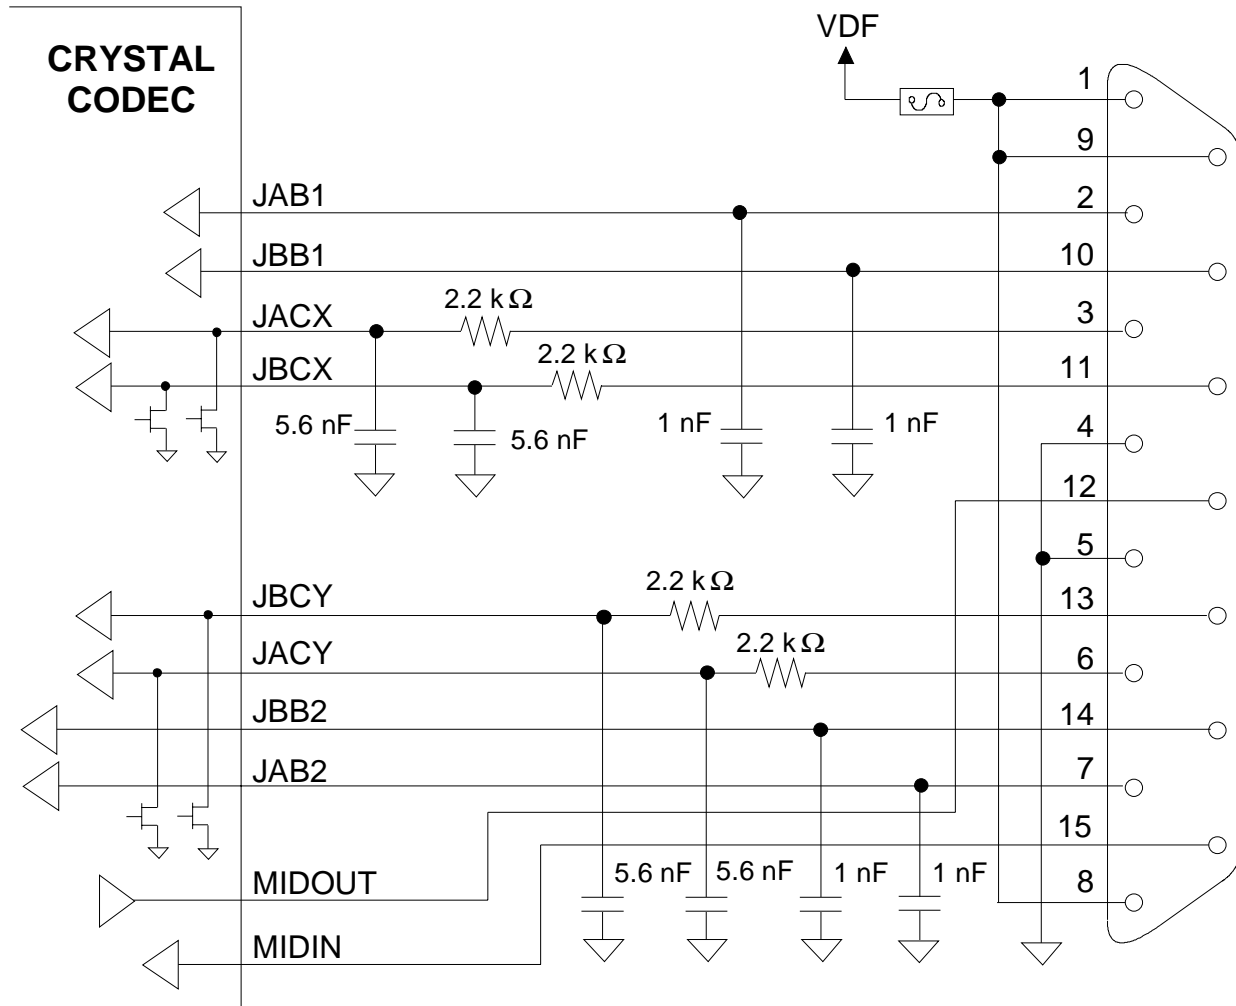 CRYSTAL
CODEC
VDF
1
9
JAB1
2
JBB1
10
2.2 kΩ
JACX
3
2.2 kΩ
JBCX
11
5.6 nF
5.6 nF
1 nF
1 nF
4
12
5
2.2 kΩ
JBCY
13
2.2 kΩ
JACY
6
JBB2
14
JAB2
7
15
MIDOUT
5.6 nF
5.6 nF
1 nF
1 nF
8
MIDIN